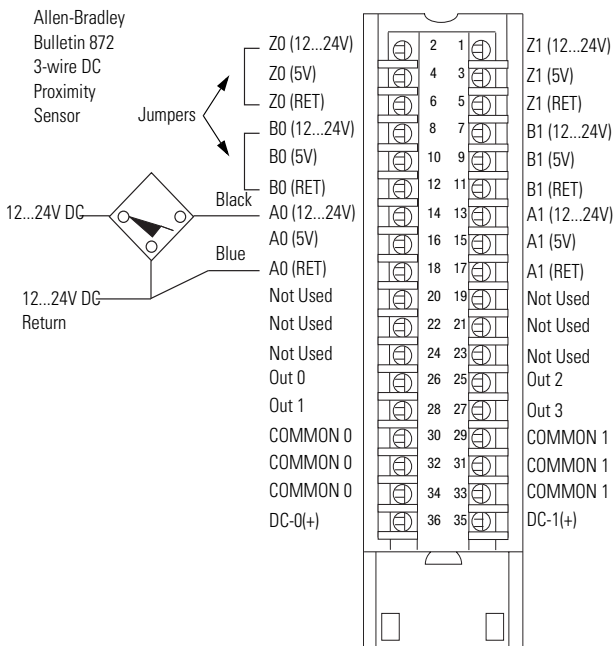 Allen-Bradley
Bulletin 872
3-wire DC
Proximity
Sensor
Jumpers
Z0 (12...24V) 2 1 Z1 (12...24V)
Z0 (5V) 4 3 Z1 (5V)
Z0 (RET) 6 5 Z1 (RET)
B0 (12...24V) 8 7 B1 (12...24V)
B0 (5V) 10 9 B1 (5V)
B0 (RET) 12 11 B1 (RET)
12...24V DC
Black
A0 (12...24V) 14 13 A1 (12...24V)
A0 (5V) 16 15 A1 (5V)
Blue
A0 (RET) 18 17 A1 (RET)
12...24V DC
Return
Not Used 20 19 Not Used
Not Used 22 21 Not Used
Not Used 24 23 Not Used
Out 0 26 25 Out 2
Out 1 28 27 Out 3
COMMON 0 30 29 COMMON 1
COMMON 0 32 31 COMMON 1
COMMON 0 34 33 COMMON 1
DC-0(+) 36 35 DC-1(+)